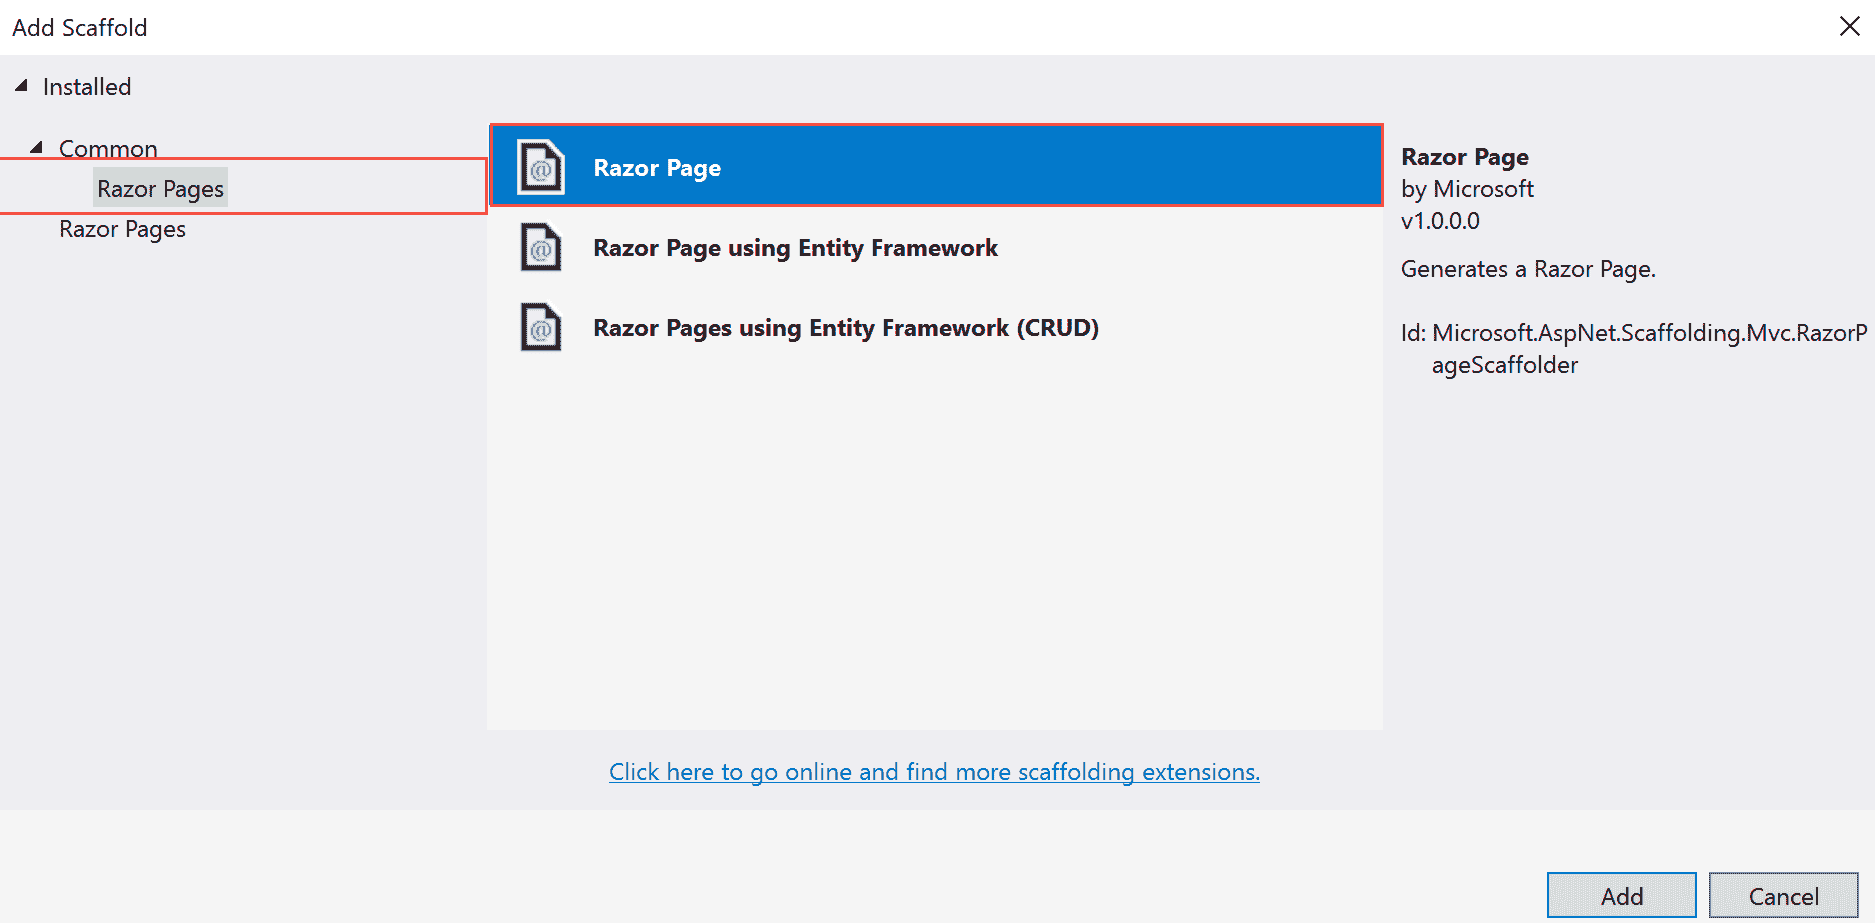 Add Scaffold
Installed
Common
Razor Pages
Razor Pages
Razor Page
Razor Page using Entity Framework
Razor Pages using Entity Framework (CRUD)
Click here to go online and find more scaffolding extensions.
Razor Page
by Microsoft
v1.0.0.0
Generates a Razor Page.
Id: Microsoft.AspNet.Scaffolding.Mvc.RazorP
ageScaffolder
Add
Cancel